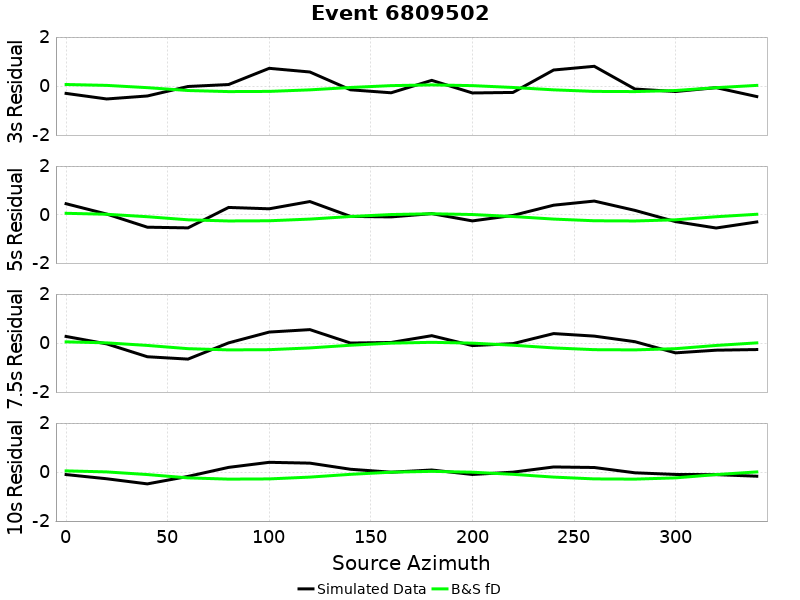 Event 6809502
3s Residual
2
0
-2
5s Residual
2
0
-2
7.5s Residual
2
0
-2
10s Residual
2
0
-2
0 50 100 150 200 250 300
Source Azimuth
Simulated Data B&S fD